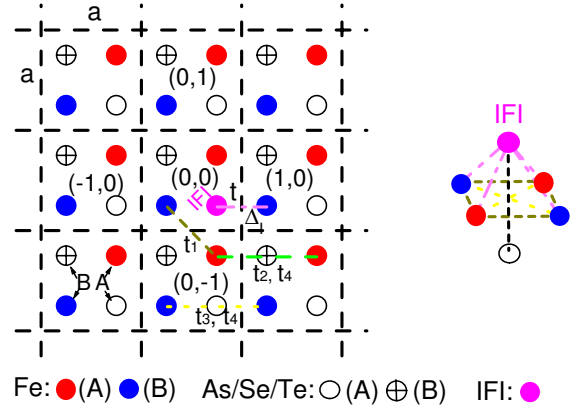 a
a
(0,1)
IFI
(-1,0)
(0,0)
t
(1,0)
IFI
Δ_I
t₁
B A
t₂, t₄
(0,-1)
t₃, t₄
Fe: (A) (B) As/Se/Te: (A) (B) IFI: